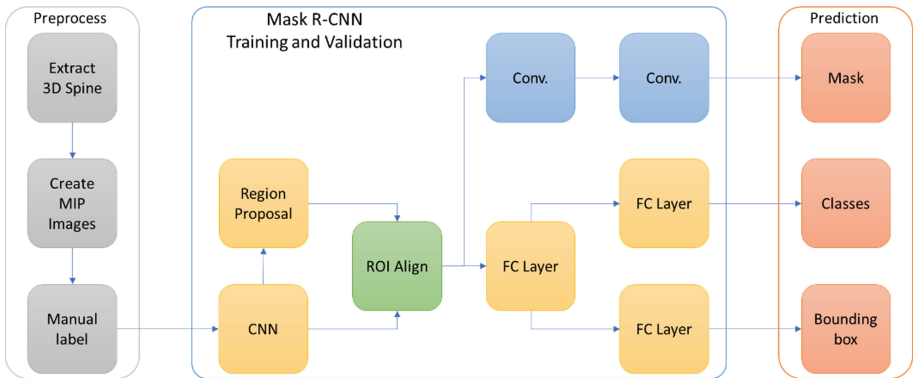 Preprocess
Extract
3D Spine
Create
MIP
Images
Manual
label
Mask R-CNN
Training and Validation
Conv.
Conv.
Region
Proposal
ROI Align
CNN
FC Layer
FC Layer
FC Layer
Prediction
Mask
Classes
Bounding
box